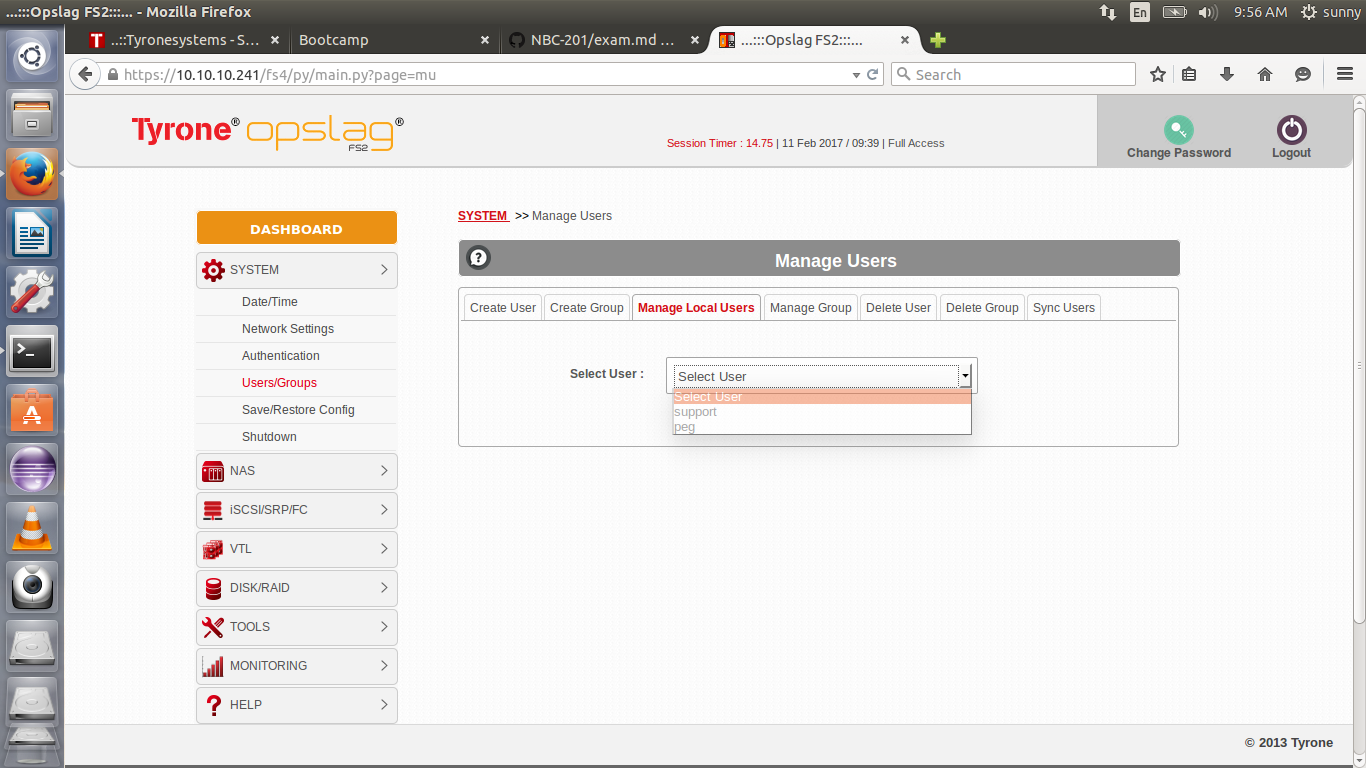 ...:::Opslag FS2:::... - Mozilla Firefox
En
9:56 AM
sunny
T ..::Tyronesystems - S...
Bootcamp
NBC-201/exam.md ...
...:::Opslag FS2:::...
https://10.10.10.241/fs4/py/main.py?page=mu
Search
Tyrone® opslag®
FS2
Session Timer : 14.75 | 11 Feb 2017 / 09:39 | Full Access
Change Password
Logout
DASHBOARD
SYSTEM
Date/Time
Network Settings
Authentication
Users/Groups
Save/Restore Config
Shutdown
NAS
iSCSI/SRP/FC
VTL
DISK/RAID
TOOLS
MONITORING
HELP
SYSTEM >> Manage Users
Manage Users
Create User
Create Group
Manage Local Users
Manage Group
Delete User
Delete Group
Sync Users
Select User :
Select User
Select User
support
peg
© 2013 Tyrone